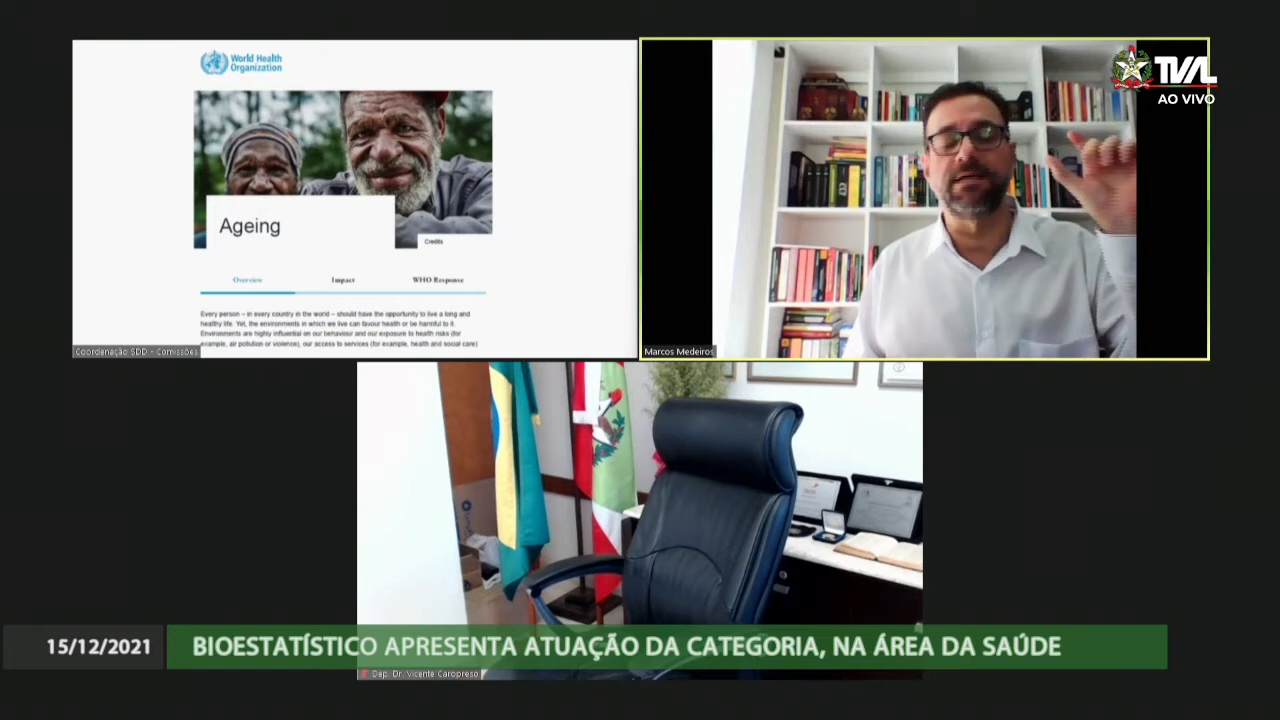 World Health
Organization
Ageing
Credits
Overview
Impact
WHO Response
Every person – in every country in the world – should have the opportunity to live a long and
healthy life. Yet, the environments in which we live can favour health or be harmful to it.
Environments are highly influential on our behaviour and our exposure to health risks (for
example, air pollution or violence), our access to services (for example, health and social care)
Coordenação SDD - Comissões
TVAL
AO VIVO
Marcos Medeiros
15/12/2021
BIOESTATÍSTICO APRESENTA ATUAÇÃO DA CATEGORIA, NA ÁREA DA SAÚDE
Dep. Dr. Vicente Caropreso